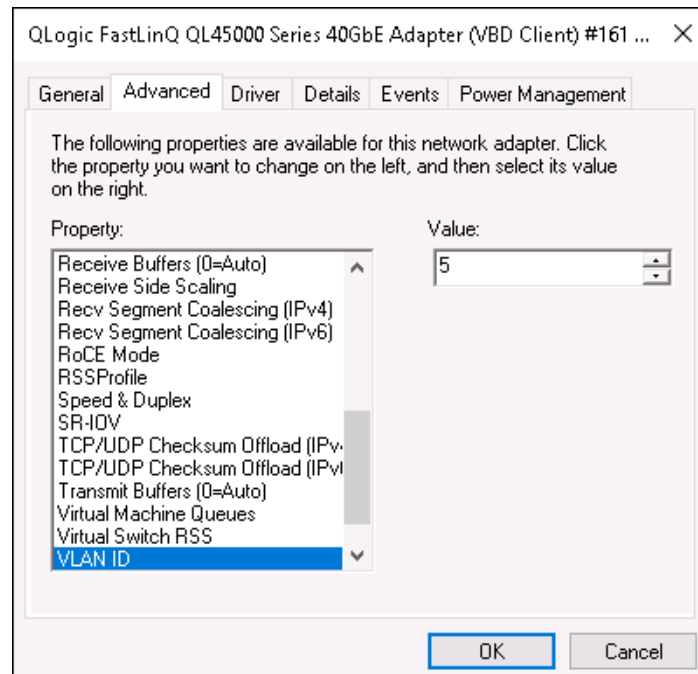 QLogic FastLinQ QL45000 Series 40GbE Adapter (VBD Client) #161 ...
General Advanced Driver Details Events Power Management
The following properties are available for this network adapter. Click
the property you want to change on the left, and then select its value
on the right.
Property: Value:
5
Receive Buffers (0=Auto)
Receive Side Scaling
Recv Segment Coalescing (IPv4)
Recv Segment Coalescing (IPv6)
RoCE Mode
RSSProfile
Speed & Duplex
SR-IOV
TCP/UDP Checksum Offload (IPv
TCP/UDP Checksum Offload (IPv
Transmit Buffers (0=Auto)
Virtual Machine Queues
Virtual Switch RSS
VLAN ID
OK Cancel